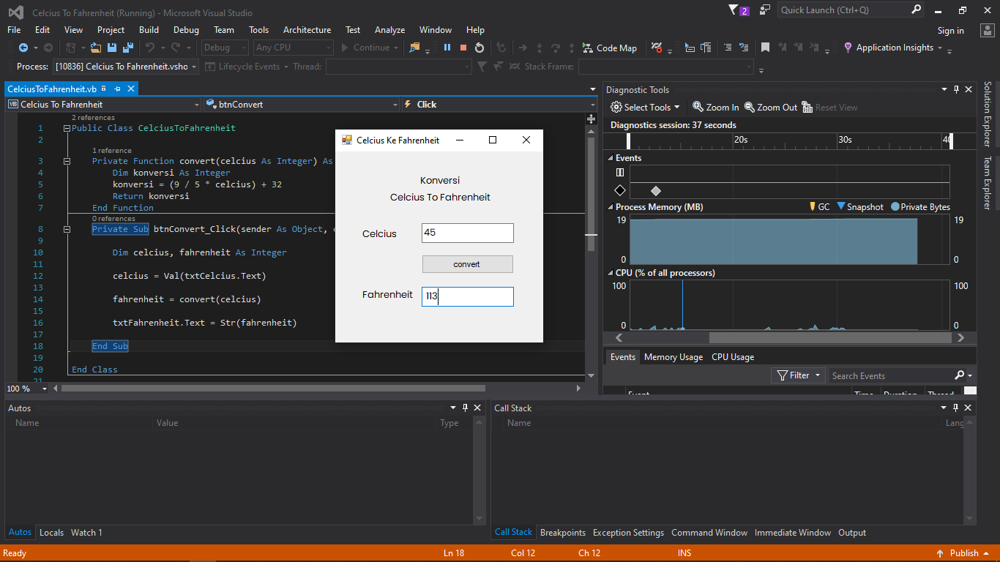 Celcius To Fahrenheit (Running) - Microsoft Visual Studio
2
Quick Launch (Ctrl+Q)
File Edit View Project Build Debug Team Tools Architecture Test Analyze Window Help
Sign in
Debug Any CPU Continue Code Map Application Insights
Process: [10836] Celcius To Fahrenheit.vsho Lifecycle Events Thread: Stack Frame:
CelciusToFahrenheit.vb
Celcius To Fahrenheit btnConvert Click
2 references
1 Public Class CelciusToFahrenheit
2
1 reference
3 Private Function convert(celcius As Integer) As
4 Dim konversi As Integer
5 konversi = (9 / 5 * celcius) + 32
6 Return konversi
7 End Function
0 references
8 Private Sub btnConvert_Click(sender As Object, e
9
10 Dim celcius, fahrenheit As Integer
11
12 celcius = Val(txtCelcius.Text)
13
14 fahrenheit = convert(celcius)
15
16 txtFahrenheit.Text = Str(fahrenheit)
17
18 End Sub
19
20 End Class
21
100 %
Celcius Ke Fahrenheit
Konversi
Celcius To Fahrenheit
Celcius 45
convert
Fahrenheit 113
Diagnostic Tools
Select Tools Zoom In Zoom Out Reset View
Diagnostics session: 37 seconds
20s 30s 40
Events
Process Memory (MB) GC Snapshot Private Bytes
19 19
0 0
CPU (% of all processors)
100 100
0 0
Events Memory Usage CPU Usage
Filter Search Events
Event Time Duration Thread
Solution Explorer
Team Explorer
Autos
Name Value Type
Autos Locals Watch 1
Call Stack
Name Lang
Call Stack Breakpoints Exception Settings Command Window Immediate Window Output
Ready Ln 18 Col 12 Ch 12 INS Publish